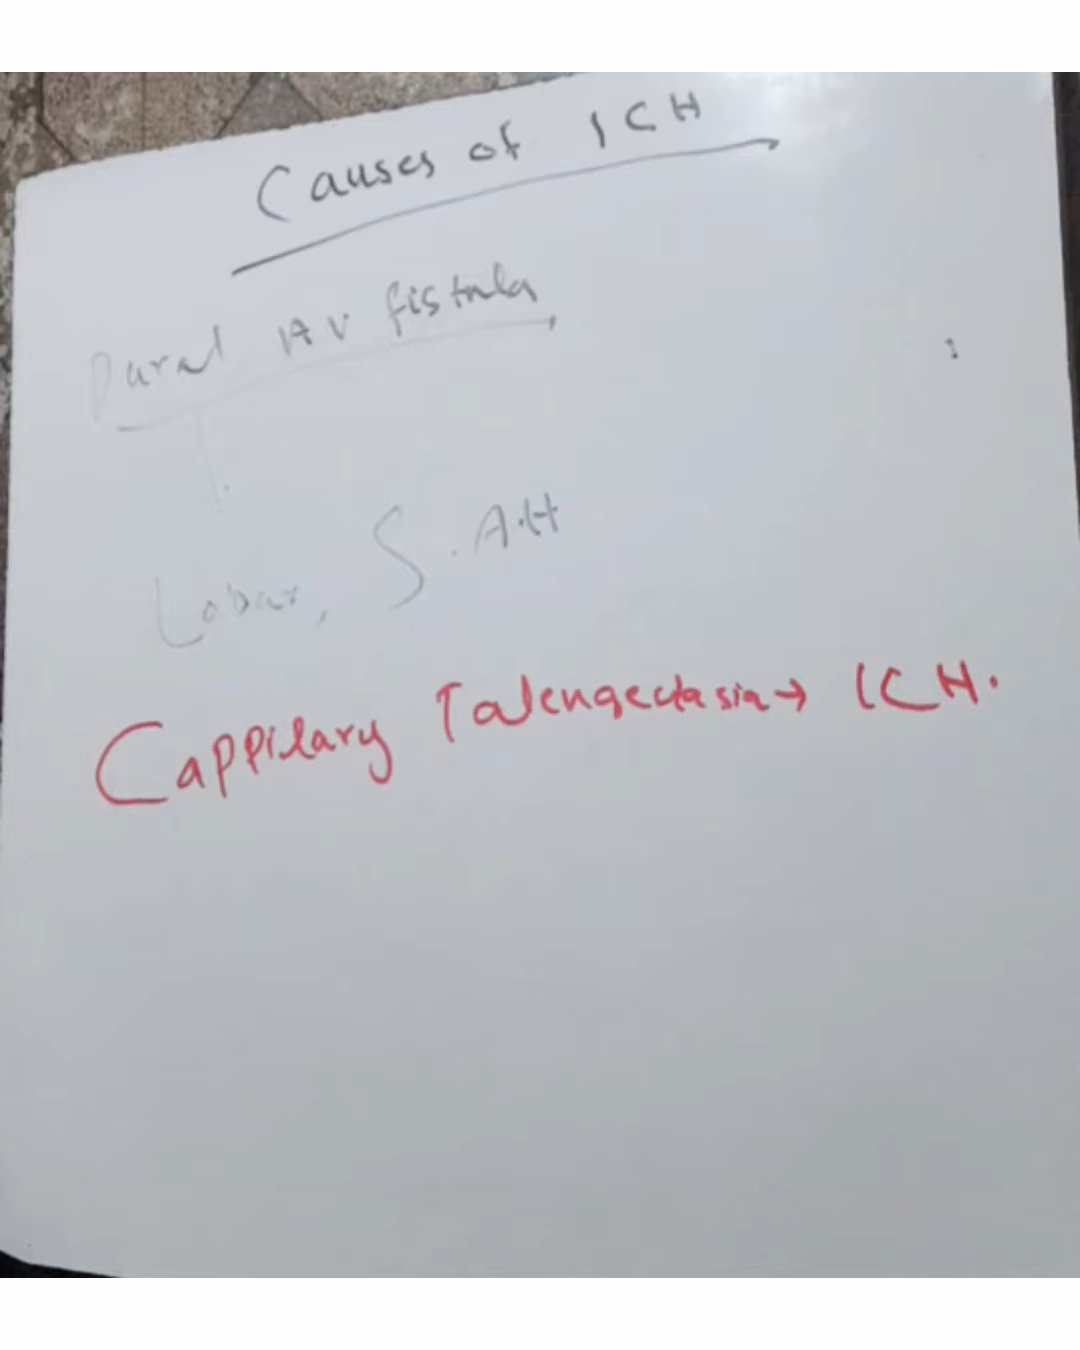 Causes of ICH
Dural AV fistula
Lobar, S.A.H
Cappilary Talengectasia→ ICH.